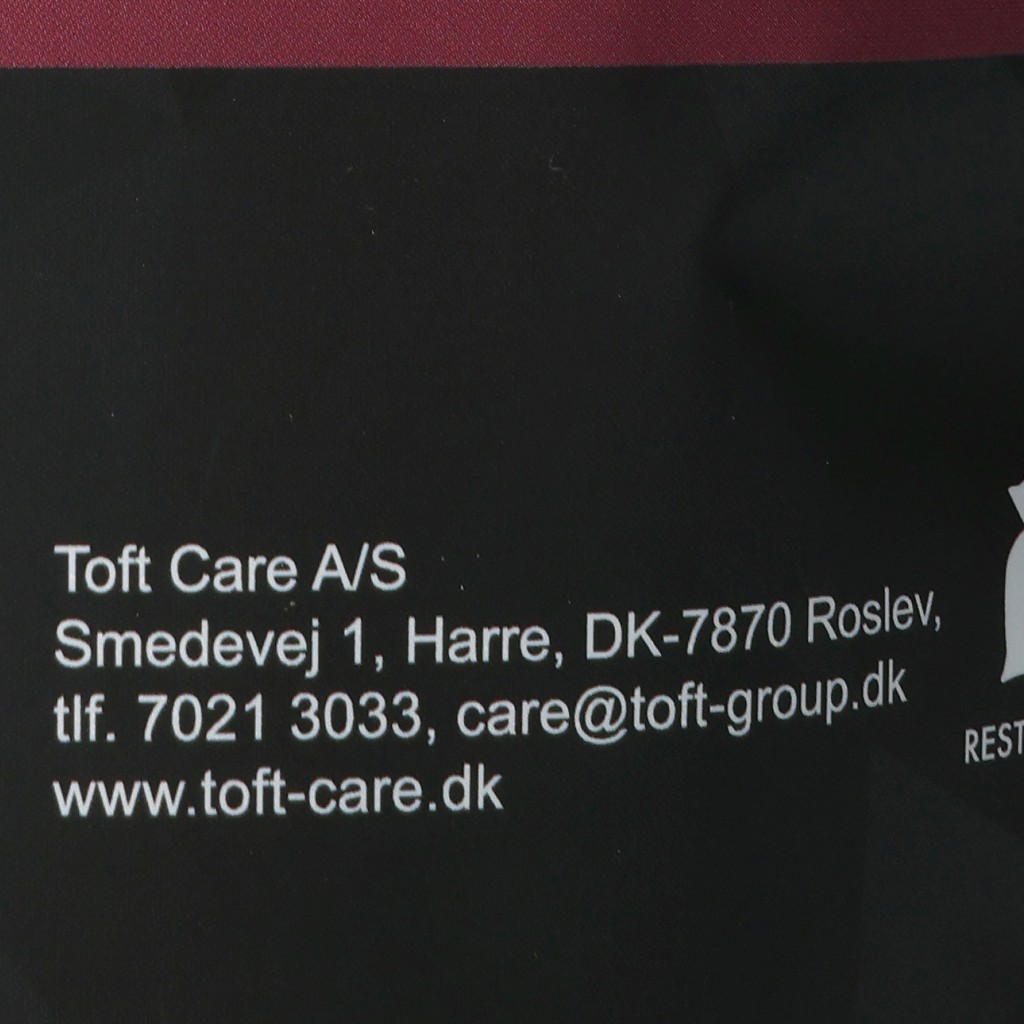 Toft Care A/S
Smedevej 1, Harre, DK-7870 Roslev,
tlf. 7021 3033, care@toft-group.dk
www.toft-care.dk
REST